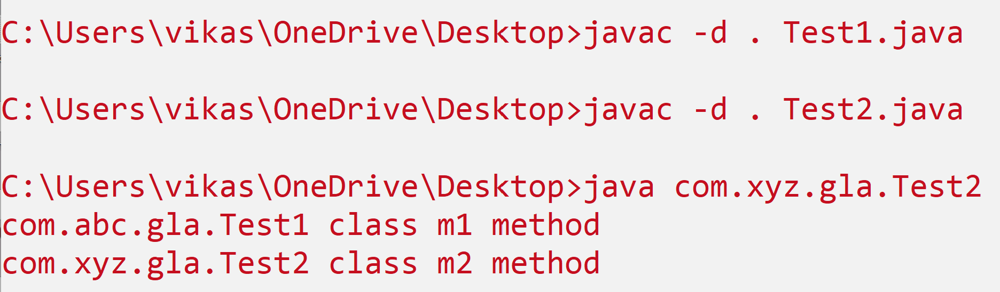 C:\Users\vikas\OneDrive\Desktop>javac -d . Test1.java
C:\Users\vikas\OneDrive\Desktop>javac -d . Test2.java
C:\Users\vikas\OneDrive\Desktop>java com.xyz.gla.Test2
com.abc.gla.Test1 class m1 method
com.xyz.gla.Test2 class m2 method